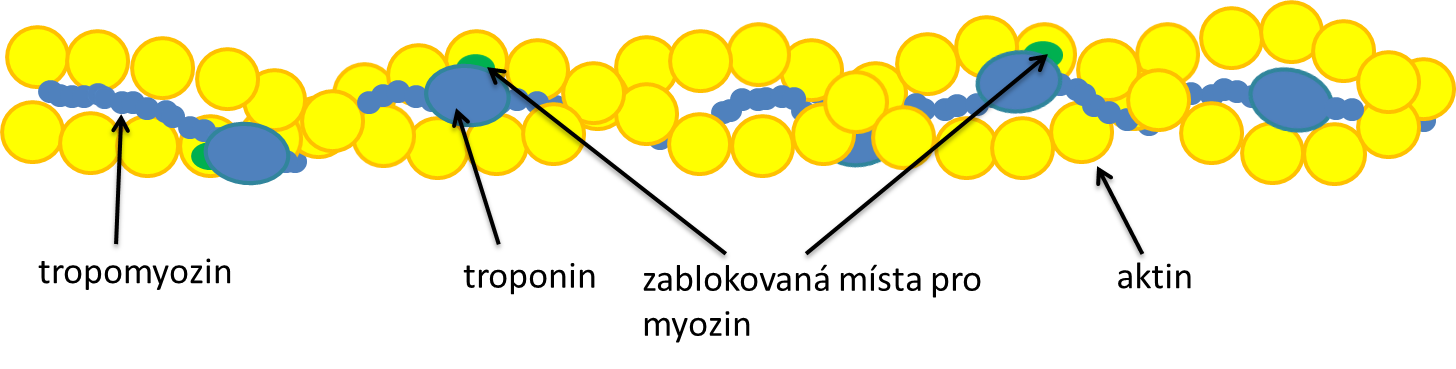 tropomyozin
troponin
zablokovaná místa pro
myozin
aktin